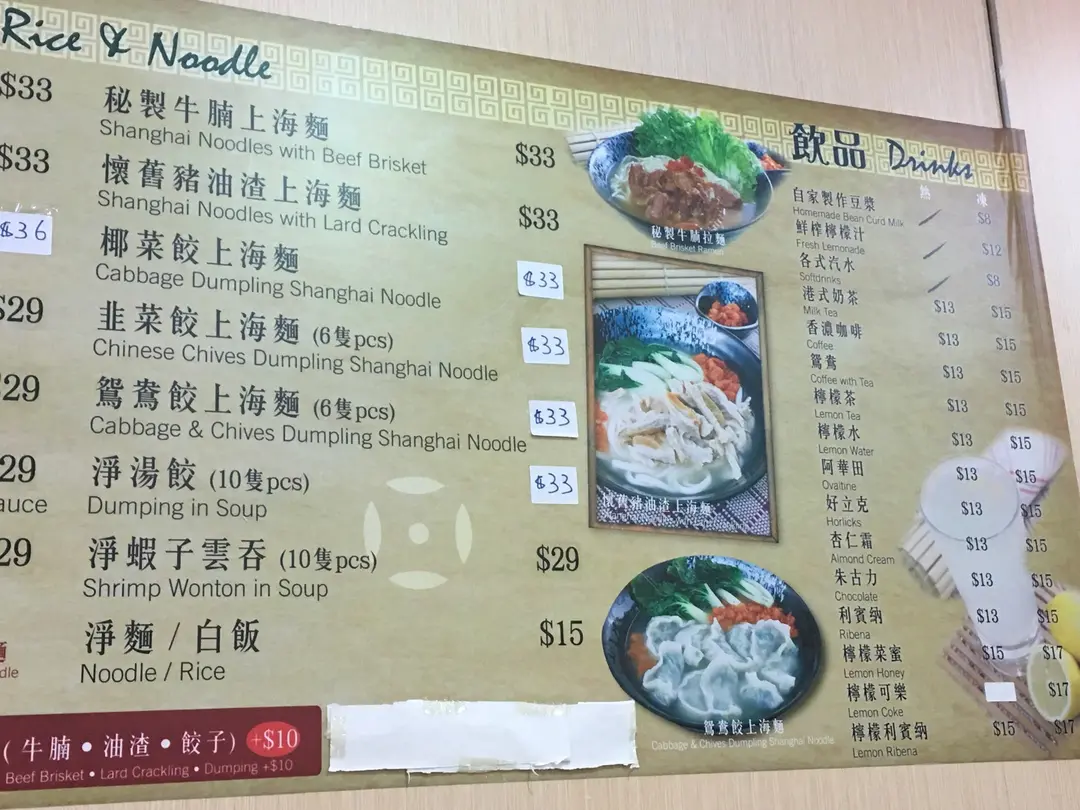 Rice & Noodle
$33
秘製牛腩上海麵
Shanghai Noodles with Beef Brisket
$33
$33
懷舊豬油渣上海麵
Shanghai Noodles with Lard Crackling
$33
$36
椰菜餃上海麵
Cabbage Dumpling Shanghai Noodle
$33
$29
韭菜餃上海麵 (6隻pcs)
Chinese Chives Dumpling Shanghai Noodle
$33
$29
鴛鴦餃上海麵 (6隻pcs)
Cabbage & Chives Dumpling Shanghai Noodle
$33
$29
淨湯餃 (10隻pcs)
auce
Dumping in Soup
$33
$29
淨蝦子雲吞 (10隻pcs)
Shrimp Wonton in Soup
$29
淨麵 / 白飯
Noodle / Rice
$15
麵
dle
( 牛腩 • 油渣 • 餃子) +$10
Beef Brisket • Lard Crackling • Dumping +$10
秘製牛腩拉麵
Beef Brisket Ramen
懷舊豬油渣上海麵
鴛鴦餃上海麵
Cabbage & Chives Dumpling Shanghai Noodle
飲品 Drinks
熱 凍
自家製作豆漿 $8
Homemade Bean Curd Milk
鮮榨檸檬汁 $12
Fresh Lemonade
各式汽水 $8
Softdrinks
港式奶茶 $13 $15
Milk Tea
香濃咖啡 $13 $15
Coffee
鴛鴦 $13 $15
Coffee with Tea
檸檬茶 $13 $15
Lemon Tea
檸檬水 $13 $15
Lemon Water
阿華田 $13 $15
Ovaltine
好立克 $13 $15
Horlicks
杏仁霜 $13 $15
Almond Cream
朱古力 $13 $15
Chocolate
利賓納 $13 $15
Ribena
檸檬菜蜜 $15 $17
Lemon Honey
檸檬可樂 $17
Lemon Coke
檸檬利賓納 $15 $17
Lemon Ribena